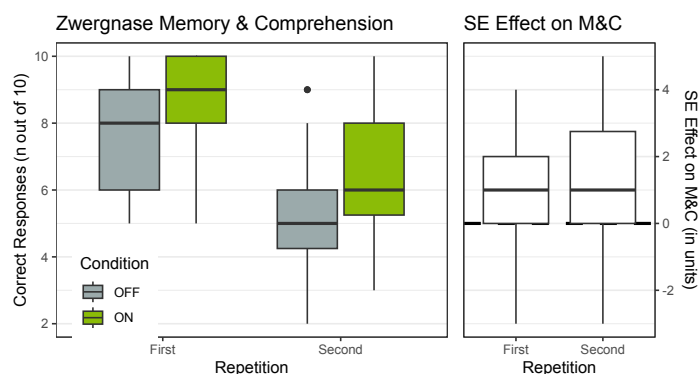 Zwergnase Memory & Comprehension
SE Effect on M&C
Correct Responses (n out of 10)
10
8
6
4
2
Condition
OFF
ON
First
Second
Repetition
4
2
0
-2
SE Effect on M&C (in units)
First
Second
Repetition